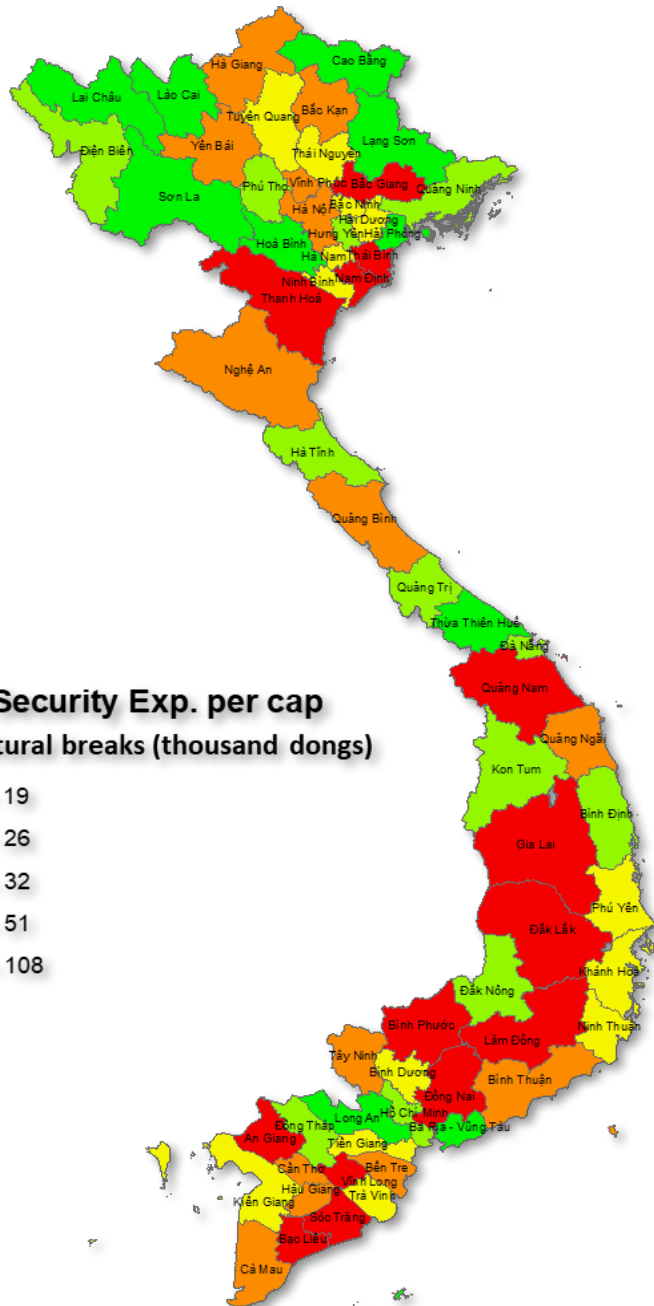 Cao Bằng
Hà Giang
Lai Châu
Lào Cai
Bắc Kạn
Tuyên Quang
Lạng Sơn
Điện Biên
Yên Bái
Thái Nguyên
Phú Thọ
Vĩnh Phúc
Bắc Giang
Quảng Ninh
Sơn La
Bắc Ninh
Hà Nội
Hải Dương
Hưng Yên
Hải Phòng
Hoà Bình
Hà Nam
Thái Bình
Ninh Bình
Nam Định
Thanh Hoá
Nghệ An
Hà Tĩnh
Quảng Bình
Quảng Trị
Thừa Thiên Huế
Đà Nẵng
Quảng Nam
Security Exp. per cap
Quảng Ngãi
tural breaks (thousand dongs)
Kon Tum
19
Bình Định
26
Gia Lai
32
Phú Yên
51
Đắk Lắk
108
Khánh Hoà
Đắk Nông
Bình Phước
Ninh Thuận
Lâm Đồng
Tây Ninh
Bình Dương
Bình Thuận
Đồng Nai
Hồ Chí Minh
Long An
Bà Rịa - Vũng Tàu
Đồng Tháp
An Giang
Tiền Giang
Cần Thơ
Bến Tre
Vĩnh Long
Hậu Giang
Trà Vinh
Kiên Giang
Sóc Trăng
Bạc Liêu
Cà Mau